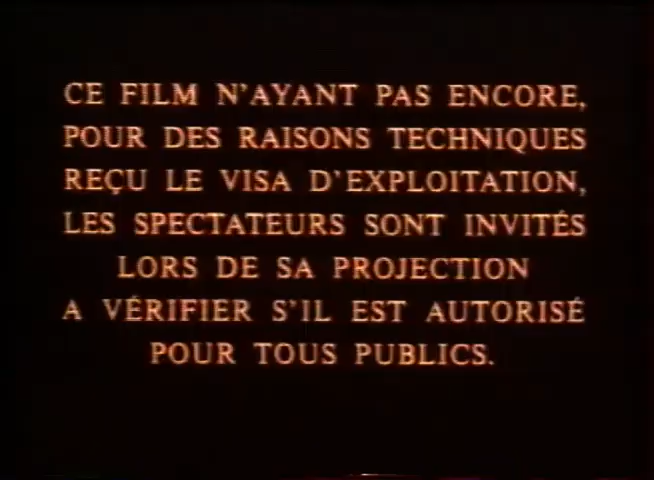 CE FILM N'AYANT PAS ENCORE,
POUR DES RAISONS TECHNIQUES
REÇU LE VISA D'EXPLOITATION,
LES SPECTATEURS SONT INVITÉS
LORS DE SA PROJECTION
A VÉRIFIER S'IL EST AUTORISÉ
POUR TOUS PUBLICS.